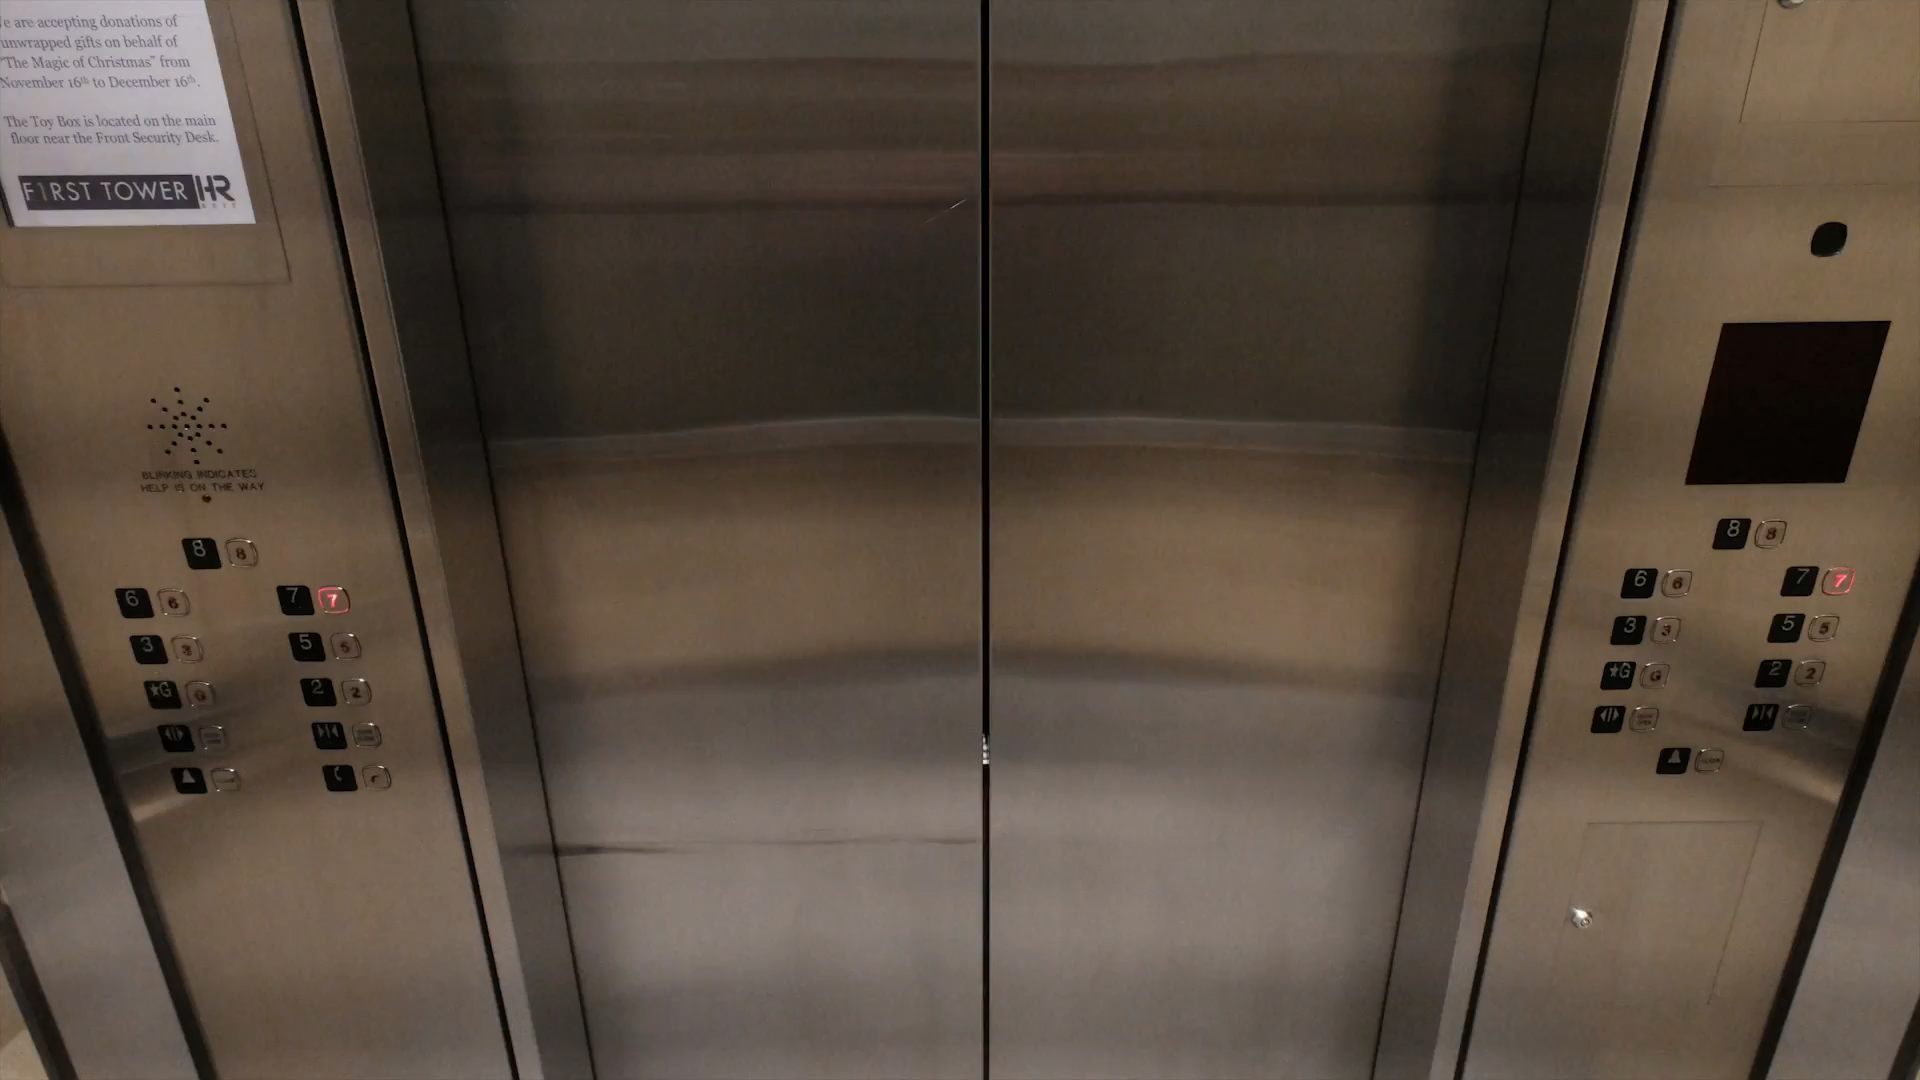 e are accepting donations of
unwrapped gifts on behalf of
"The Magic of Christmas" from
November 16th to December 16th.
The Toy Box is located on the main
floor near the Front Security Desk.
F1RST TOWER HR
BLINKING INDICATES
HELP IS ON THE WAY
8 8
6 6 7 7
3 3 5 5
★G G 2 2
8 8
6 6 7 7
3 3 5 5
★G G 2 2